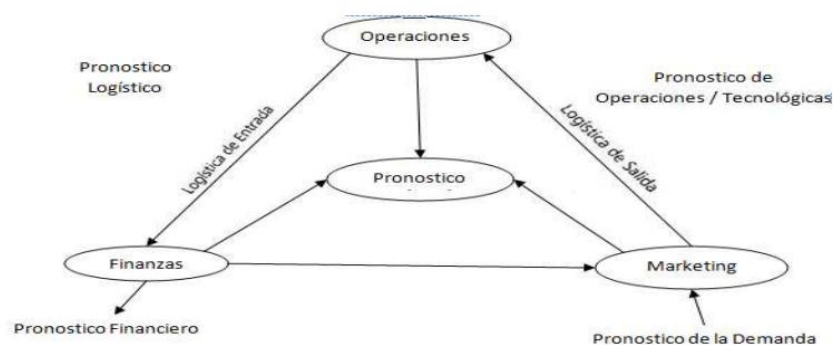 Operaciones
Pronostico
Logístico
Pronostico de
Operaciones / Tecnológicas
Logística de Entrada
Logística de Salida
Pronostico
Finanzas
Marketing
Pronostico Financiero
Pronostico de la Demanda